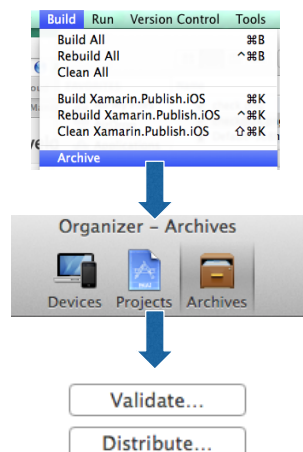 Build Run Version Control Tools
Build All ⌘B
Rebuild All ^⌘B
Clean All
Build Xamarin.Publish.iOS ⌘K
Rebuild Xamarin.Publish.iOS ^⌘K
Clean Xamarin.Publish.iOS ⇧⌘K
Archive
Organizer – Archives
Devices Projects Archives
Validate...
Distribute...